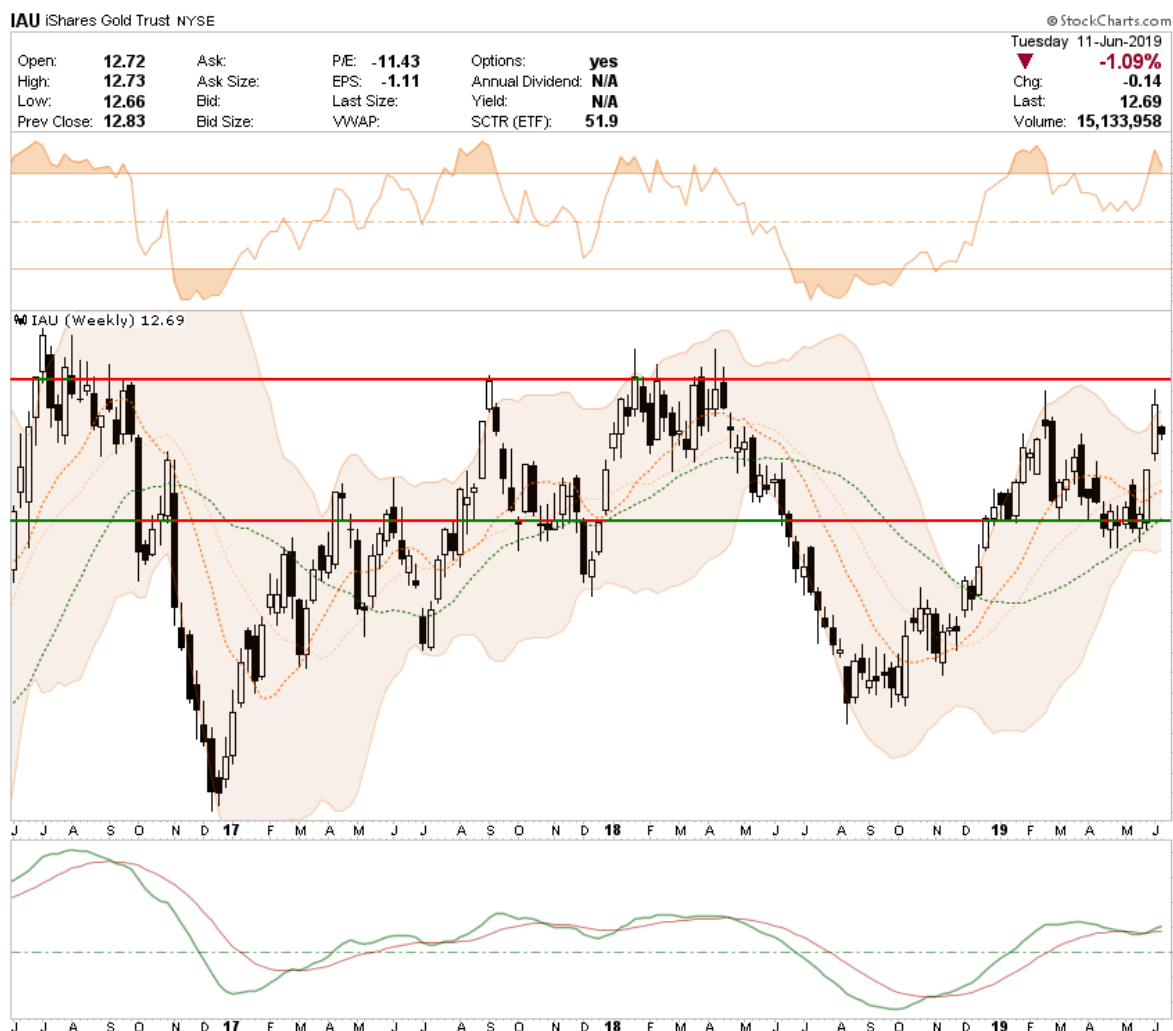 IAU iShares Gold Trust NYSE © StockCharts.com
Tuesday 11-Jun-2019
Open: 12.72 Ask: P/E: -11.43 Options: yes ▼ -1.09%
High: 12.73 Ask Size: EPS: -1.11 Annual Dividend: N/A Chg: -0.14
Low: 12.66 Bid: Last Size: Yield: N/A Last: 12.69
Prev Close: 12.83 Bid Size: VWAP: SCTR (ETF): 51.9 Volume: 15,133,958
IAU (Weekly) 12.69
J J A S O N D 17 F M A M J J A S O N D 18 F M A M J J A S O N D 19 F M A M J
J J A S O N D 17 F M A M J J A S O N D 18 F M A M J J A S O N D 19 F M A M J